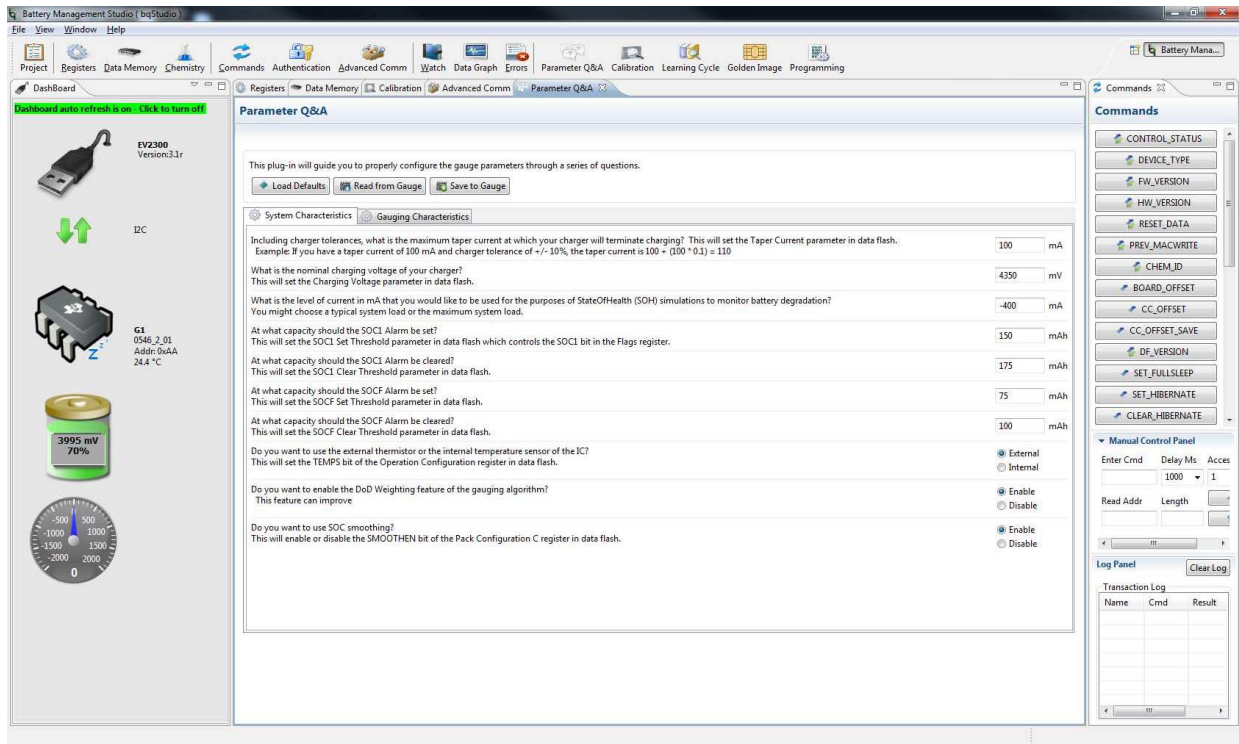 Battery Management Studio ( bqStudio )
File View Window Help
Project Registers Data Memory Chemistry Commands Authentication Advanced Comm Watch Data Graph Errors Parameter Q&A Calibration Learning Cycle Golden Image Programming
Battery Mana...
DashBoard
Dashboard auto refresh is on - Click to turn off
EV2300
Version:3.1r
I2C
G1
0546_2_01
Addr: 0xAA
24.4 °C
Z z z
3995 mV
70%
-500 500
-1000 1000
-1500 1500
-2000 2000
0
Registers Data Memory Calibration Advanced Comm Parameter Q&A
Parameter Q&A
This plug-in will guide you to properly configure the gauge parameters through a series of questions.
Load Defaults Read from Gauge Save to Gauge
System Characteristics Gauging Characteristics
Including charger tolerances, what is the maximum taper current at which your charger will terminate charging? This will set the Taper Current parameter in data flash.
Example: If you have a taper current of 100 mA and charger tolerance of +/- 10%, the taper current is 100 + (100 * 0.1) = 110
100 mA
What is the nominal charging voltage of your charger?
This will set the Charging Voltage parameter in data flash.
4350 mV
What is the level of current in mA that you would like to be used for the purposes of StateOfHealth (SOH) simulations to monitor battery degradation?
You might choose a typical system load or the maximum system load.
-400 mA
At what capacity should the SOC1 Alarm be set?
This will set the SOC1 Set Threshold parameter in data flash which controls the SOC1 bit in the Flags register.
150 mAh
At what capacity should the SOC1 Alarm be cleared?
This will set the SOC1 Clear Threshold parameter in data flash.
175 mAh
At what capacity should the SOCF Alarm be set?
This will set the SOCF Set Threshold parameter in data flash.
75 mAh
At what capacity should the SOCF Alarm be cleared?
This will set the SOCF Clear Threshold parameter in data flash.
100 mAh
Do you want to use the external thermistor or the internal temperature sensor of the IC?
This will set the TEMPS bit of the Operation Configuration register in data flash.
External
Internal
Do you want to enable the DoD Weighting feature of the gauging algorithm?
This feature can improve
Enable
Disable
Do you want to use SOC smoothing?
This will enable or disable the SMOOTHEN bit of the Pack Configuration C register in data flash.
Enable
Disable
Commands
Commands
CONTROL_STATUS
DEVICE_TYPE
FW_VERSION
HW_VERSION
RESET_DATA
PREV_MACWRITE
CHEM_ID
BOARD_OFFSET
CC_OFFSET
CC_OFFSET_SAVE
DF_VERSION
SET_FULLSLEEP
SET_HIBERNATE
CLEAR_HIBERNATE
Manual Control Panel
Enter Cmd Delay Ms Acces
1000 1
Read Addr Length
Log Panel
Clear Log
Transaction Log
Name Cmd Result